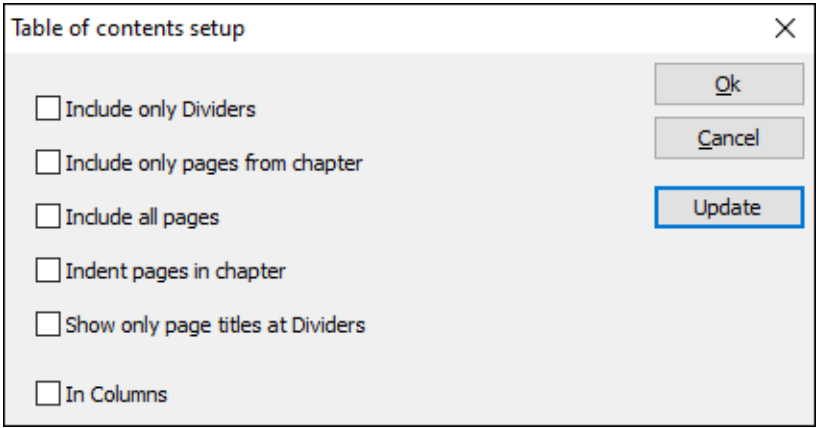 Table of contents setup
Ok
Include only Dividers
Cancel
Include only pages from chapter
Update
Include all pages
Indent pages in chapter
Show only page titles at Dividers
In Columns